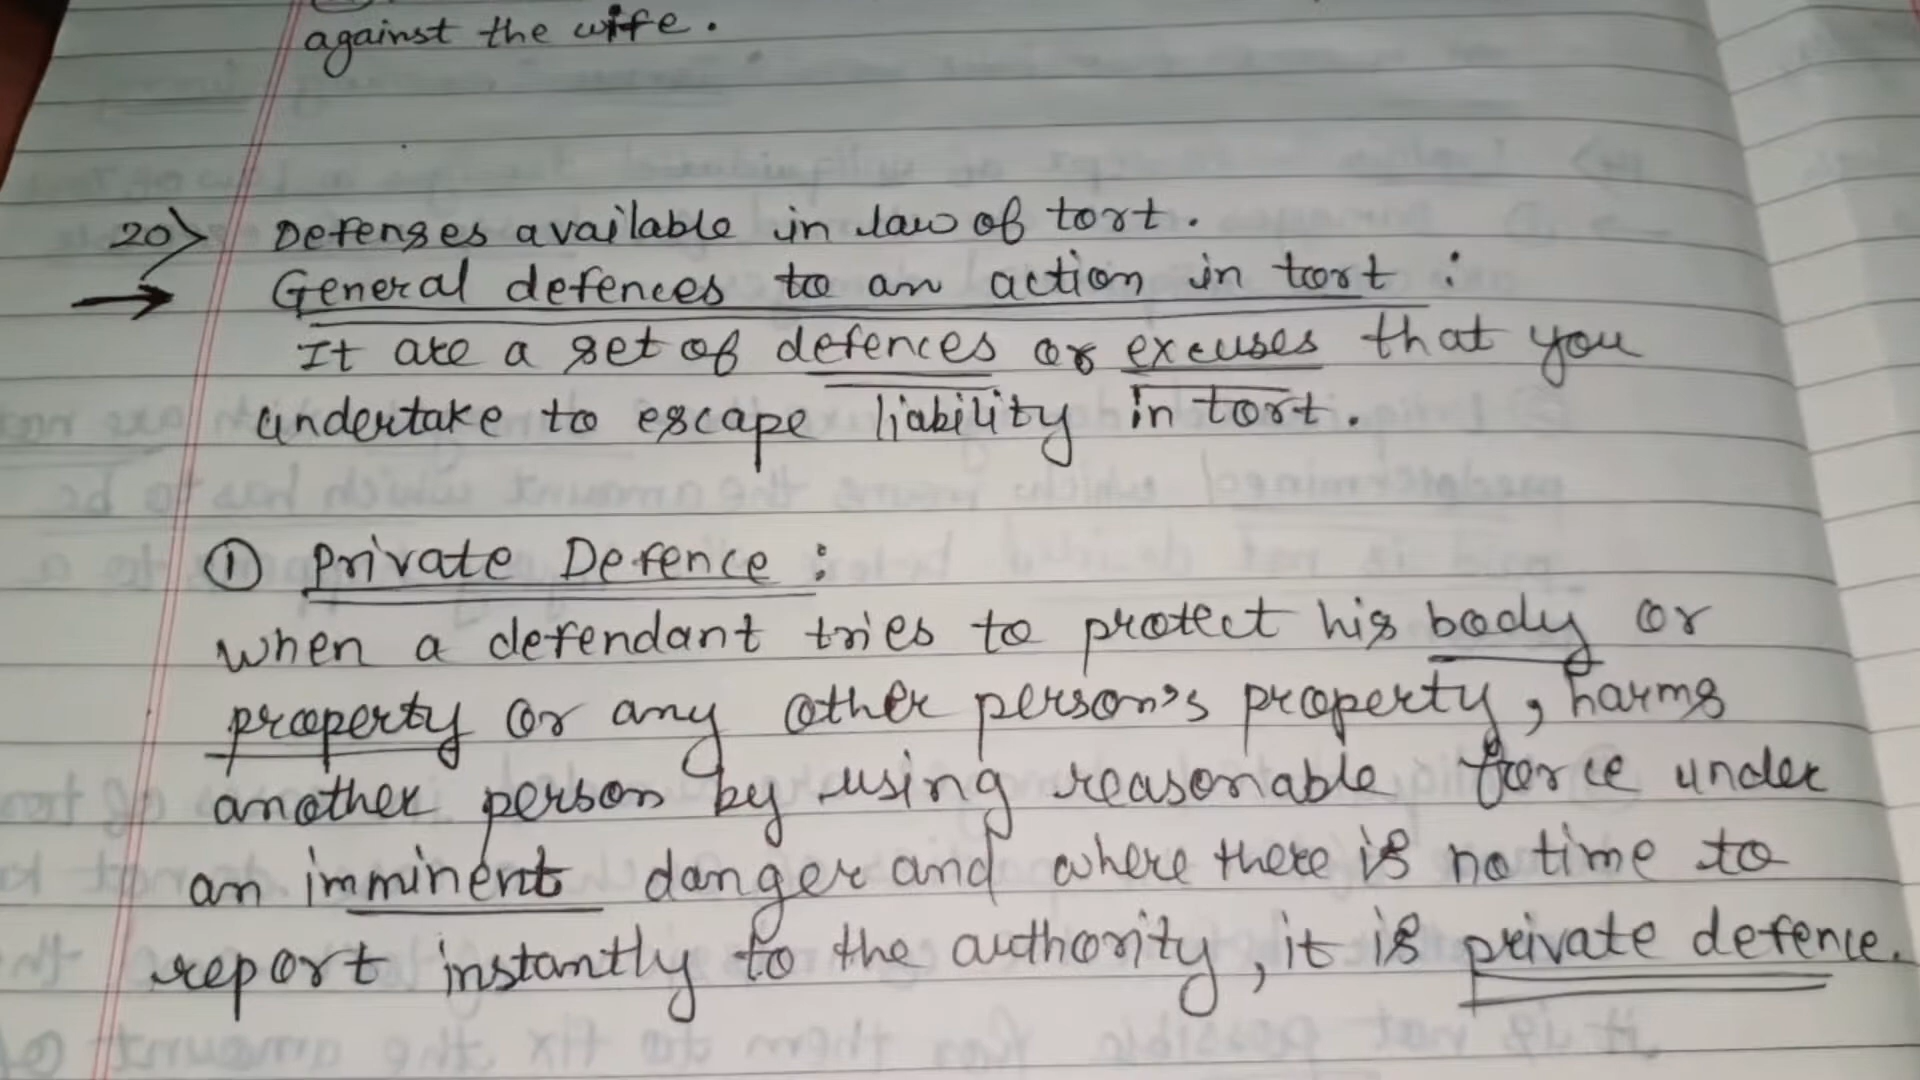 against the wife.
20> Defenses available in law of tort.
→ General defences to an action in tort :
It are a set of defences or excuses that you
undertake to escape liability in tort.
① Private Defence :
when a defendant tries to protect his body or
property or any other person's property, harms
another person by using reasonable force under
an imminent danger and where there is no time to
report instantly to the authority, it is private defence.